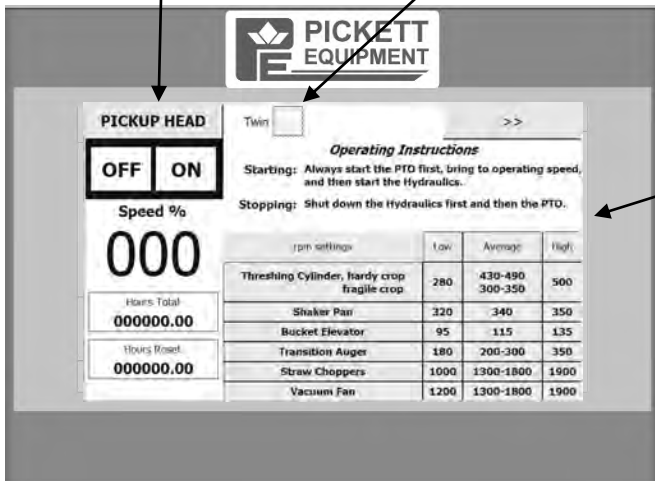 PICKETT
EQUIPMENT
PICKUP HEAD
OFF ON
Speed %
000
Hours Total
000000.00
Hours Reset
000000.00
Twin
>>
Operating Instructions
Starting: Always start the PTO first, bring to operating speed,
and then start the Hydraulics.
Stopping: Shut down the Hydraulics first and then the PTO.
rpm settings Low Average High
Threshing Cylinder, hardy crop 280 430-490 500
fragile crop 300-350
Shaker Pan 320 340 350
Bucket Elevator 95 115 135
Transition Auger 180 200-300 350
Straw Choppers 1000 1300-1800 1900
Vacuum Fan 1200 1300-1800 1900